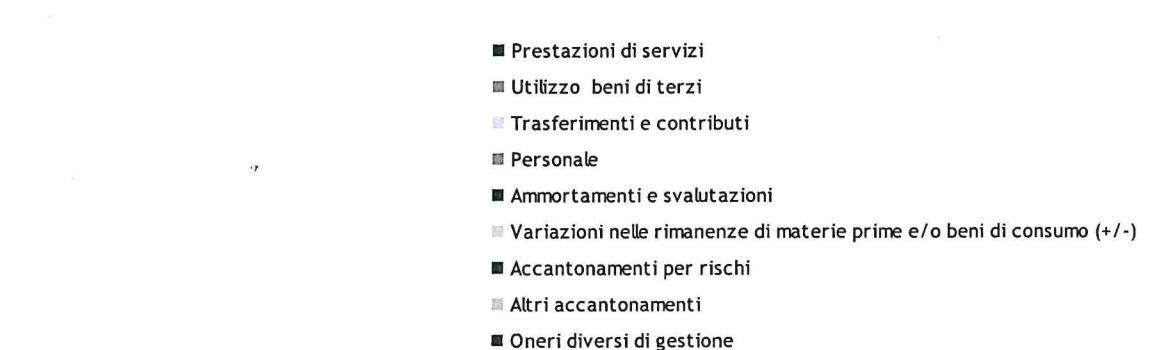 Prestazioni di servizi
Utilizzo beni di terzi
Trasferimenti e contributi
Personale
Ammortamenti e svalutazioni
Variazioni nelle rimanenze di materie prime e/o beni di consumo (+/-)
Accantonamenti per rischi
Altri accantonamenti
Oneri diversi di gestione